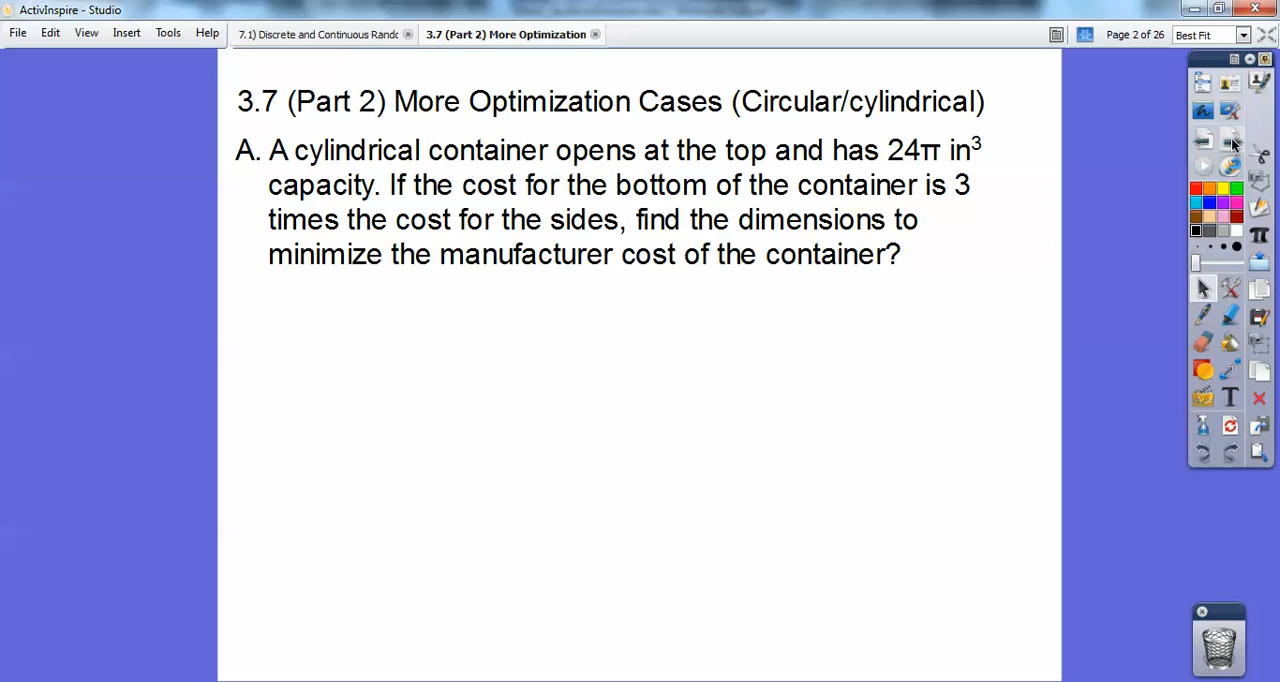 ActivInspire - Studio
File Edit View Insert Tools Help
7.1) Discrete and Continuous Rand
3.7 (Part 2) More Optimization
Page 2 of 26
Best Fit
3.7 (Part 2) More Optimization Cases (Circular/cylindrical)
A. A cylindrical container opens at the top and has 24π in³
capacity. If the cost for the bottom of the container is 3
times the cost for the sides, find the dimensions to
minimize the manufacturer cost of the container?